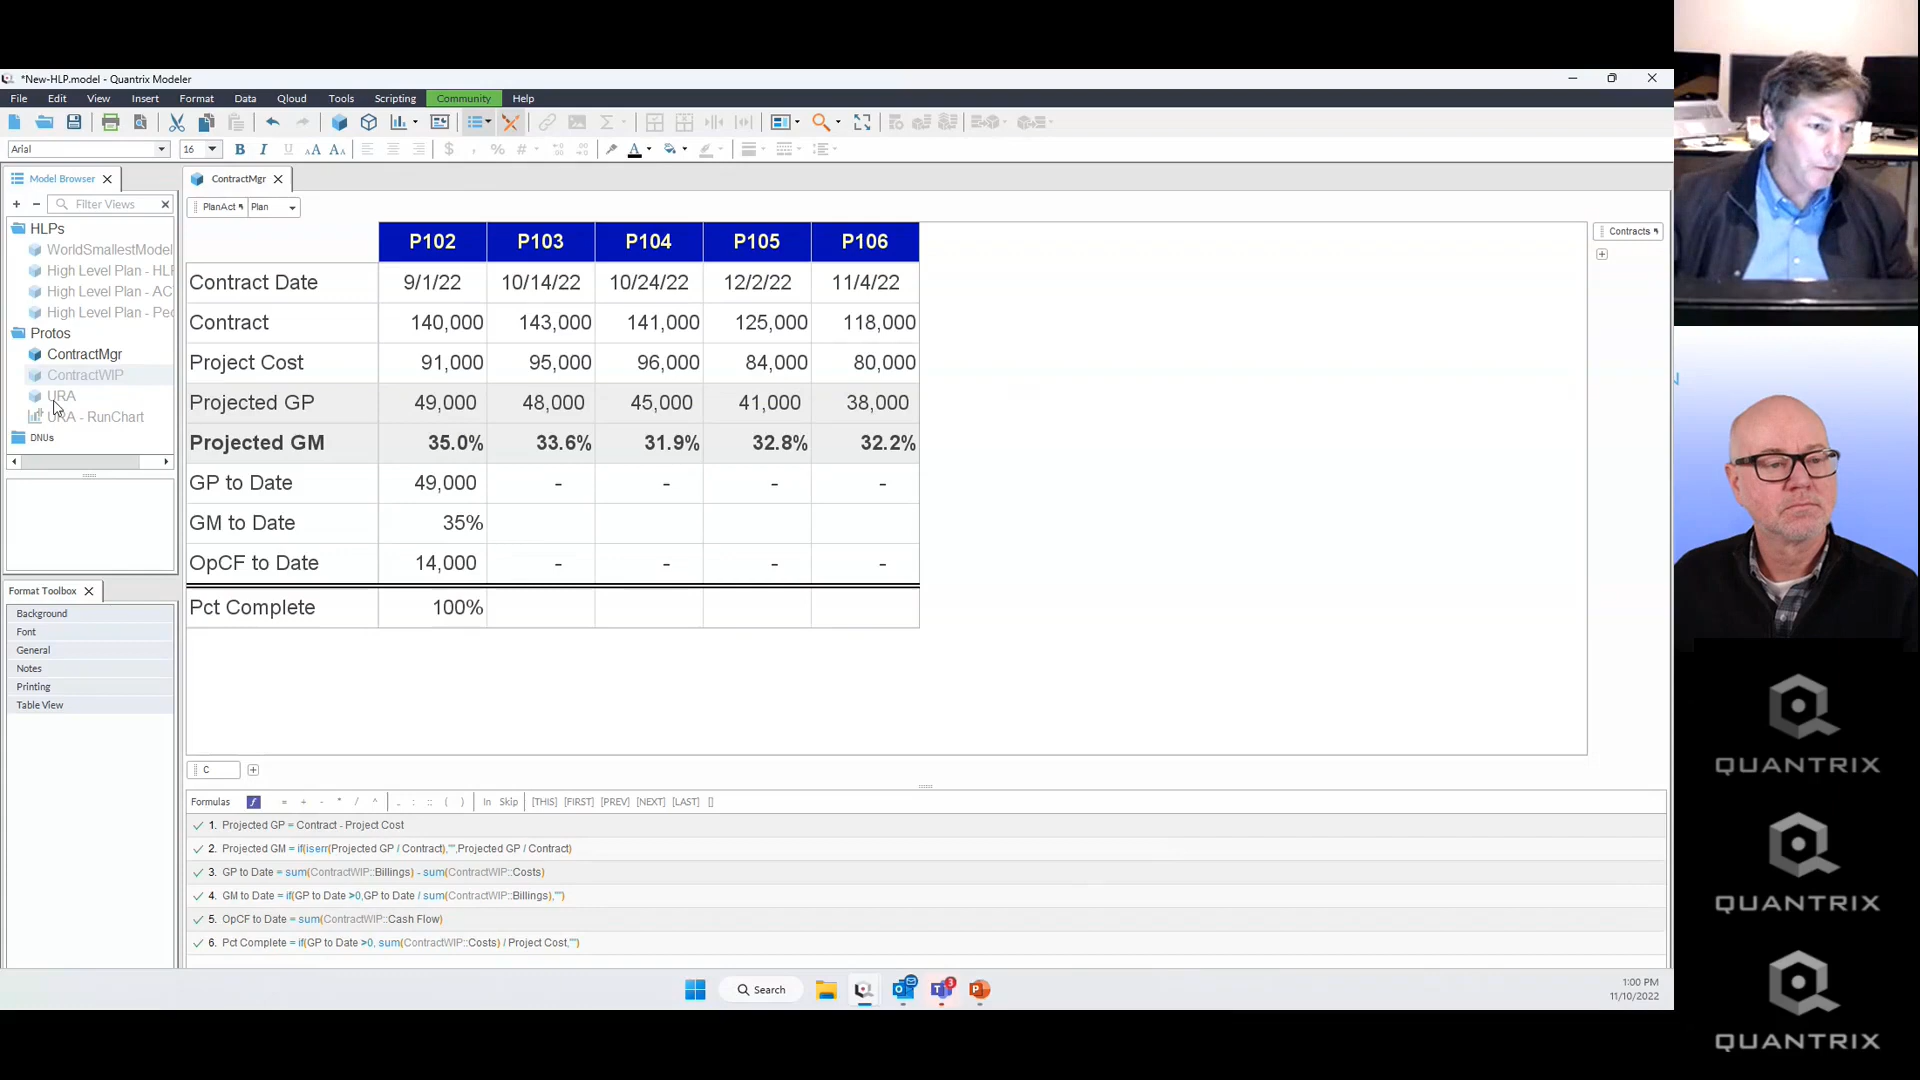 *New-HLP.model - Quantrix Modeler
File Edit View Insert Format Data Qloud Tools Scripting Community Help
Arial 16
Model Browser
Filter Views
HLPs
WorldSmallestModel
High Level Plan - HLP
High Level Plan - AC
High Level Plan - Pe
Protos
ContractMgr
ContractWIP
URA
URA - RunChart
DNUs
Format Toolbox
Background
Font
General
Notes
Printing
Table View
ContractMgr
PlanAct Plan
Contracts
P102 P103 P104 P105 P106
Contract Date 9/1/22 10/14/22 10/24/22 12/2/22 11/4/22
Contract 140,000 143,000 141,000 125,000 118,000
Project Cost 91,000 95,000 96,000 84,000 80,000
Projected GP 49,000 48,000 45,000 41,000 38,000
Projected GM 35.0% 33.6% 31.9% 32.8% 32.2%
GP to Date 49,000 - - - -
GM to Date 35%
OpCF to Date 14,000 - - - -
Pct Complete 100%
C
Formulas = + - * / ^ .. : :: ( ) In Skip [THIS] [FIRST] [PREV] [NEXT] [LAST] []
1. Projected GP = Contract - Project Cost
2. Projected GM = if(iserr(Projected GP / Contract),"",Projected GP / Contract)
3. GP to Date = sum(ContractWIP::Billings) - sum(ContractWIP::Costs)
4. GM to Date = if(GP to Date >0,GP to Date / sum(ContractWIP::Billings),"")
5. OpCF to Date = sum(ContractWIP::Cash Flow)
6. Pct Complete = if(GP to Date >0, sum(ContractWIP::Costs) / Project Cost,"")
Search
3
1:00 PM
11/10/2022
QUANTRIX
QUANTRIX
QUANTRIX